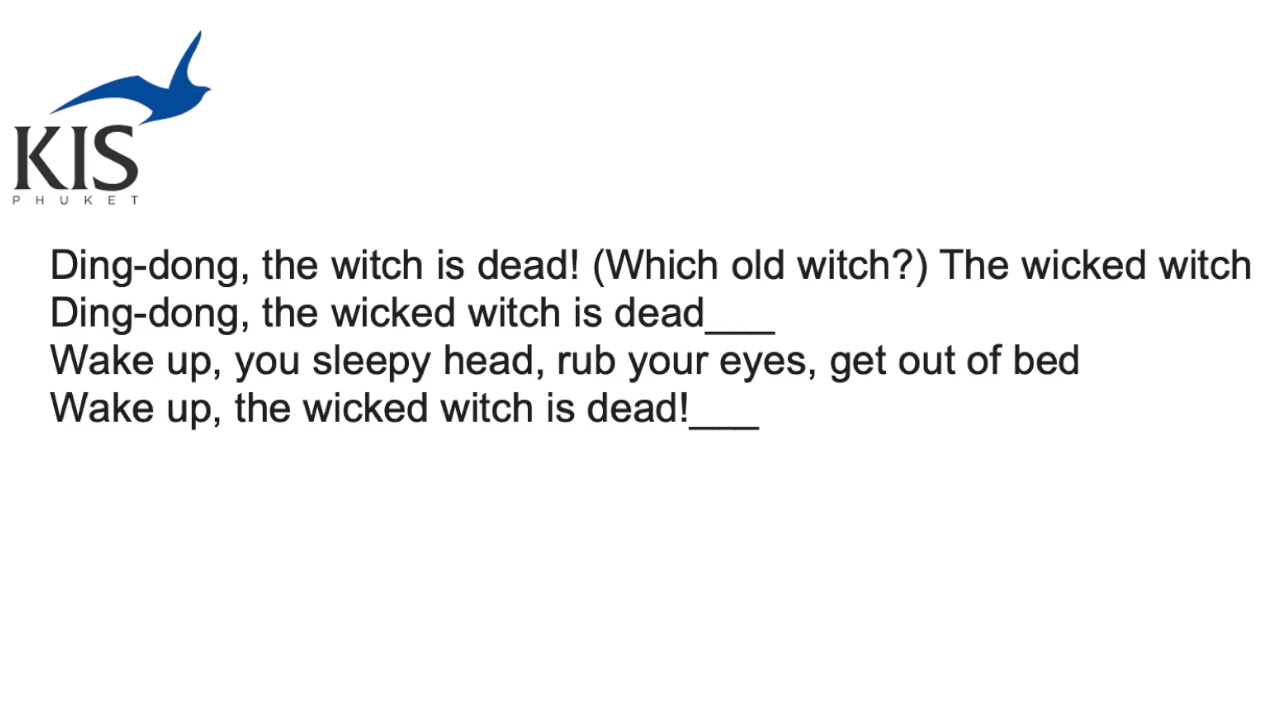 KIS
PHUKET
Ding-dong, the witch is dead! (Which old witch?) The wicked witch
Ding-dong, the wicked witch is dead___
Wake up, you sleepy head, rub your eyes, get out of bed
Wake up, the wicked witch is dead!___